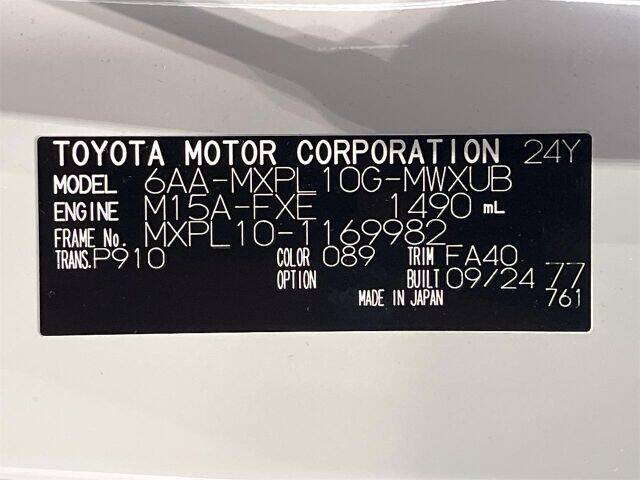 TOYOTA MOTOR CORPORATION 24Y
MODEL 6AA-MXPL10G-MWXUB
ENGINE M15A-FXE 1490 mL
FRAME No. MXPL10-1169982
TRANS. P910 COLOR 089 TRIM FA40
OPTION BUILT 09/24 77
MADE IN JAPAN 761